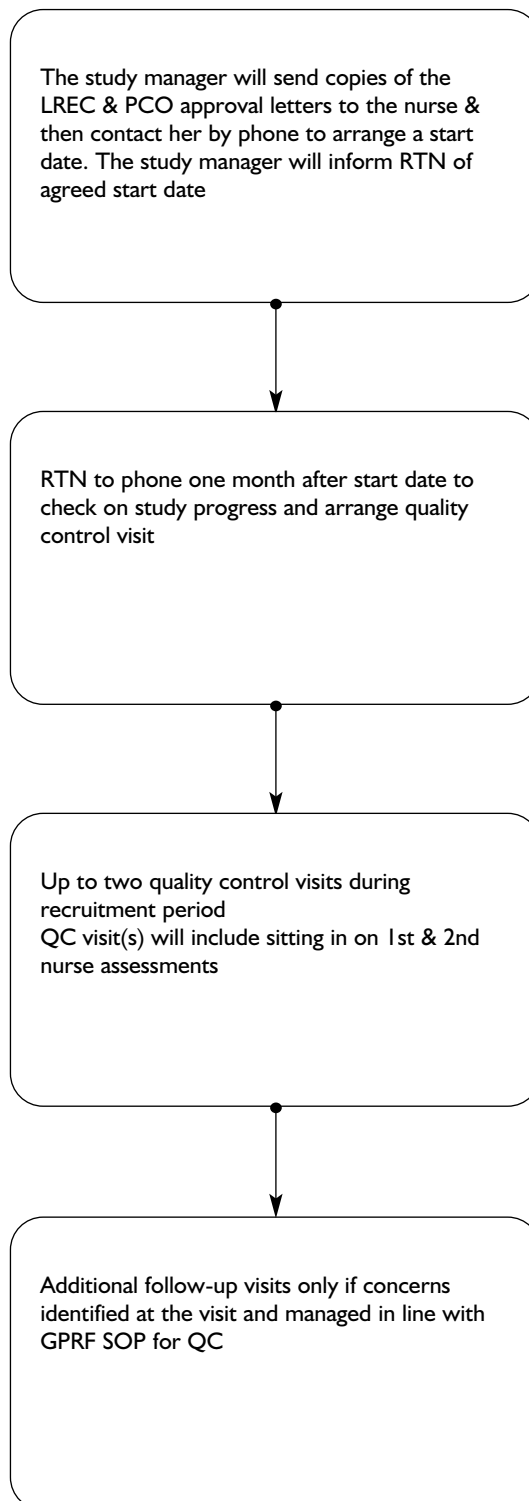 The study manager will send copies of the
LREC & PCO approval letters to the nurse &
then contact her by phone to arrange a start
date. The study manager will inform RTN of
agreed start date
RTN to phone one month after start date to
check on study progress and arrange quality
control visit
Up to two quality control visits during
recruitment period
QC visit(s) will include sitting in on 1st & 2nd
nurse assessments
Additional follow-up visits only if concerns
identified at the visit and managed in line with
GPRF SOP for QC